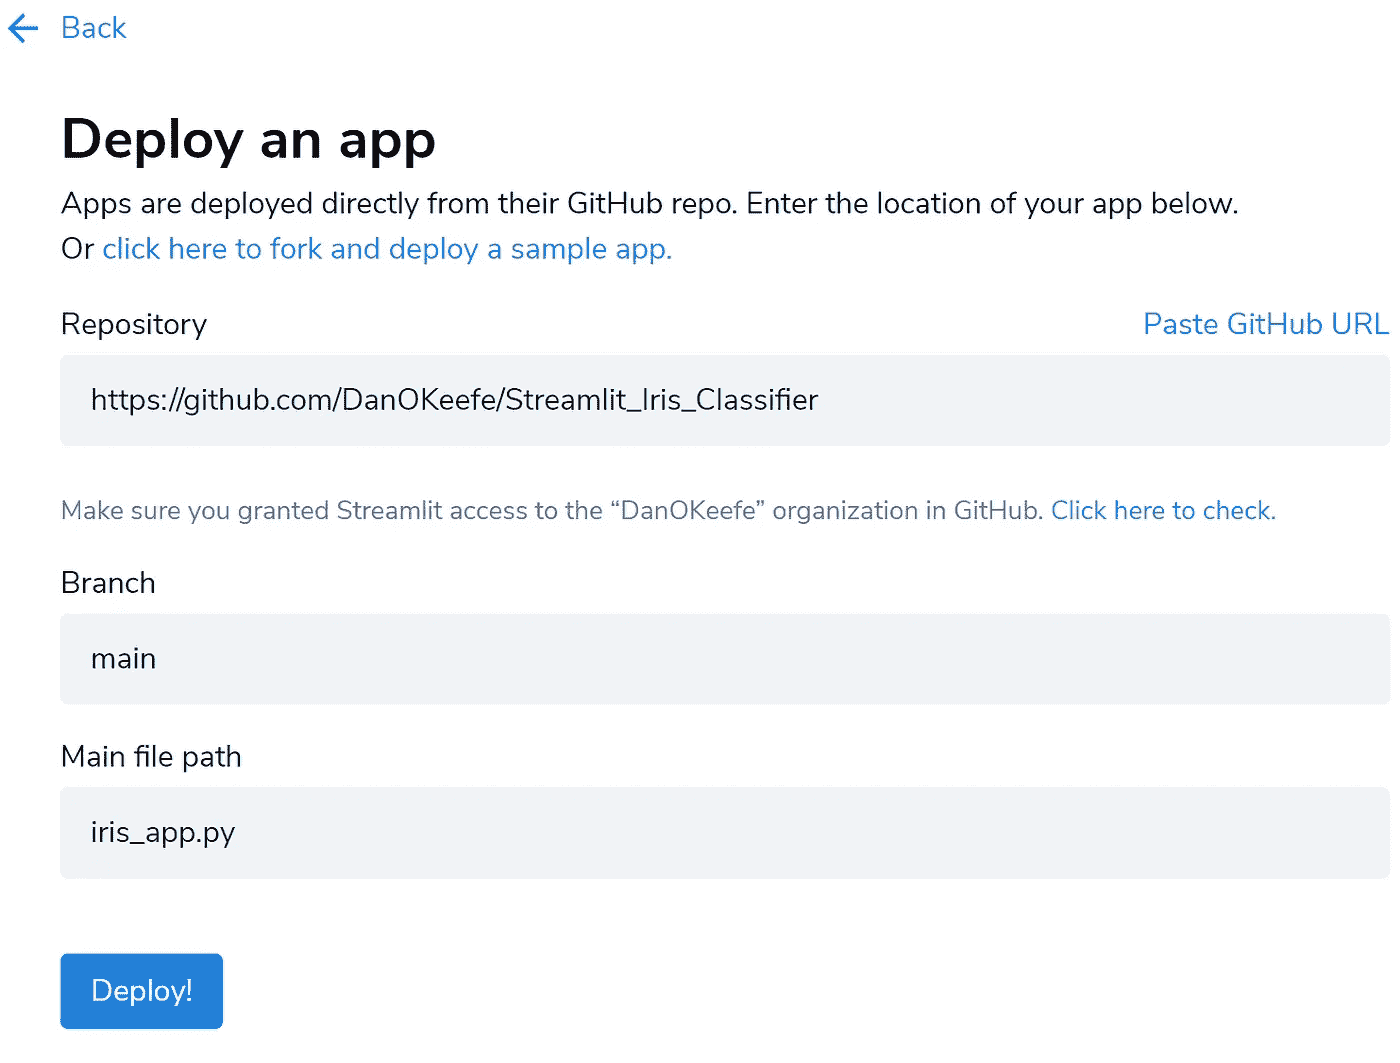 Back
Deploy an app
Apps are deployed directly from their GitHub repo. Enter the location of your app below.
Or click here to fork and deploy a sample app.
Repository
Paste GitHub URL
https://github.com/DanOKeefe/Streamlit_Iris_Classifier
Make sure you granted Streamlit access to the “DanOKeefe” organization in GitHub. Click here to check.
Branch
main
Main file path
iris_app.py
Deploy!